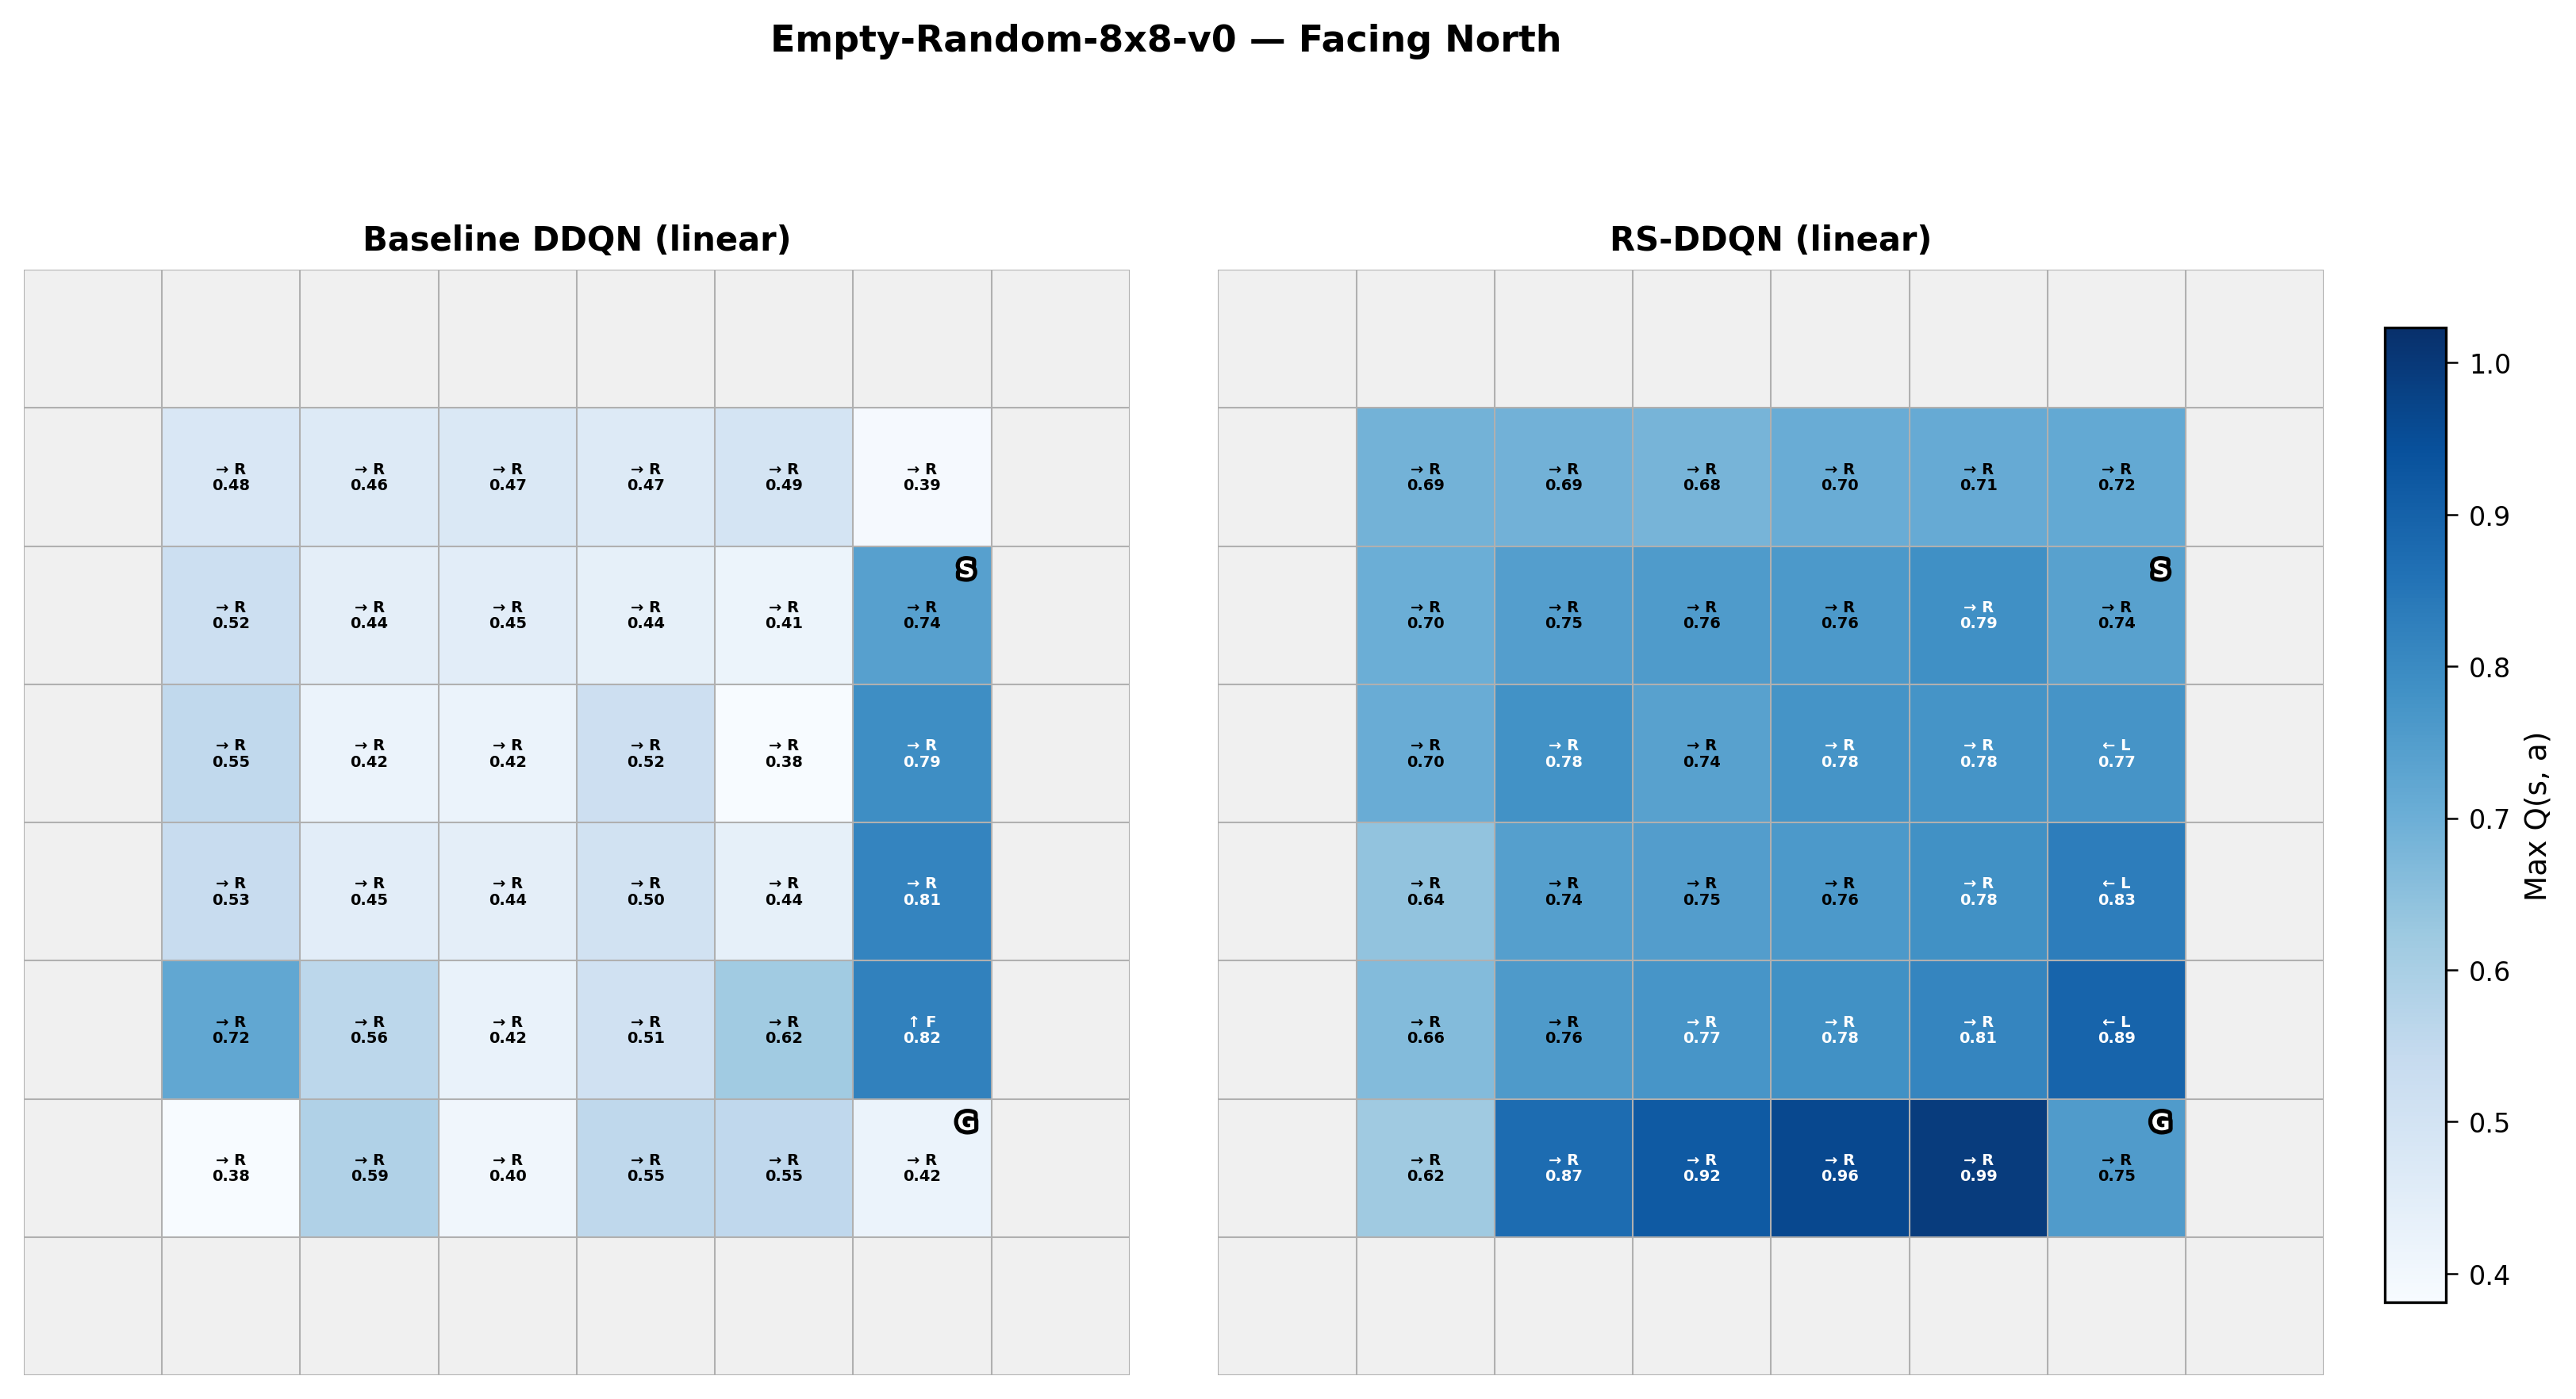 Empty-Random-8x8-v0 — Facing North
Baseline DDQN (linear)
→ R → R → R → R → R → R
0.48 0.46 0.47 0.47 0.49 0.39
S
→ R → R → R → R → R → R
0.52 0.44 0.45 0.44 0.41 0.74
→ R → R → R → R → R → R
0.55 0.42 0.42 0.52 0.38 0.79
→ R → R → R → R → R → R
0.53 0.45 0.44 0.50 0.44 0.81
→ R → R → R → R → R ↑ F
0.72 0.56 0.42 0.51 0.62 0.82
G
→ R → R → R → R → R → R
0.38 0.59 0.40 0.55 0.55 0.42
RS-DDQN (linear)
→ R → R → R → R → R → R
0.69 0.69 0.68 0.70 0.71 0.72
S
→ R → R → R → R → R → R
0.70 0.75 0.76 0.76 0.79 0.74
→ R → R → R → R → R ← L
0.70 0.78 0.74 0.78 0.78 0.77
→ R → R → R → R → R ← L
0.64 0.74 0.75 0.76 0.78 0.83
→ R → R → R → R → R ← L
0.66 0.76 0.77 0.78 0.81 0.89
G
→ R → R → R → R → R → R
0.62 0.87 0.92 0.96 0.99 0.75
1.0
0.9
0.8
0.7
0.6
0.5
0.4
Max Q(s, a)